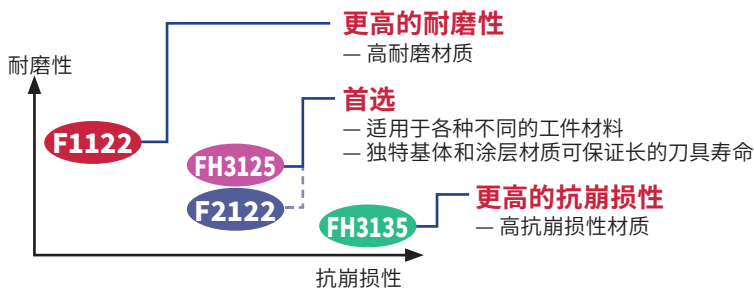 更高的耐磨性
— 高耐磨材质
耐磨性
首选
— 适用于各种不同的工件材料
— 独特基体和涂层材质可保证长的刀具寿命
F1122
FH3125
F2122
更高的抗崩损性
— 高抗崩损性材质
FH3135
抗崩损性